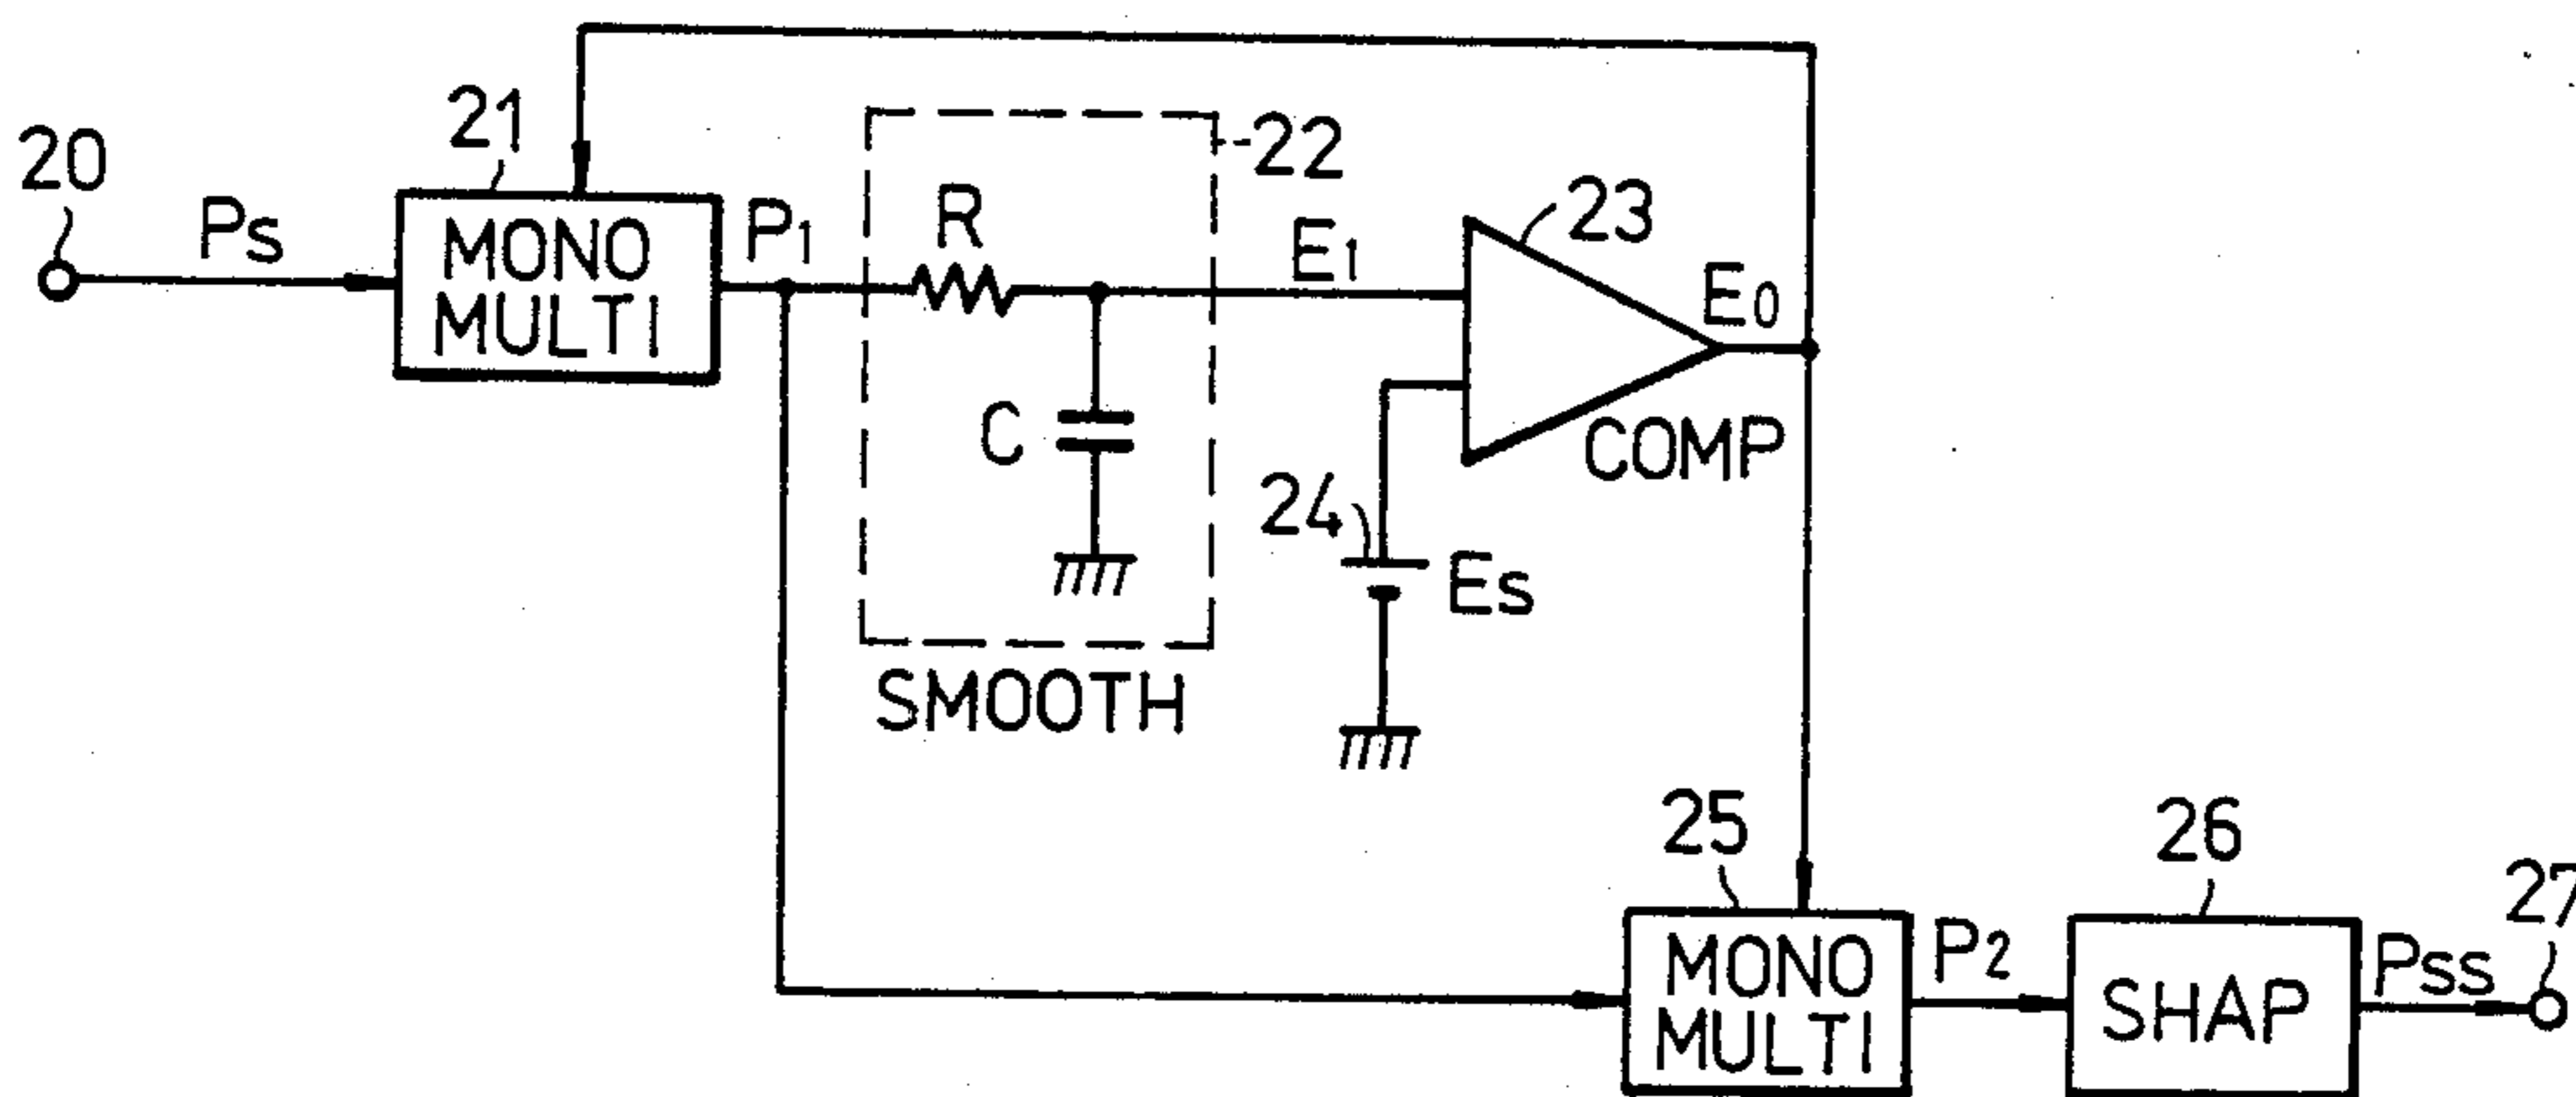 20
Ps
21
MONO
MULTI
P1
R
C
22
SMOOTH
E1
23
E0
COMP
24
Es
25
MONO
MULTI
P2
26
SHAP
Pss
27